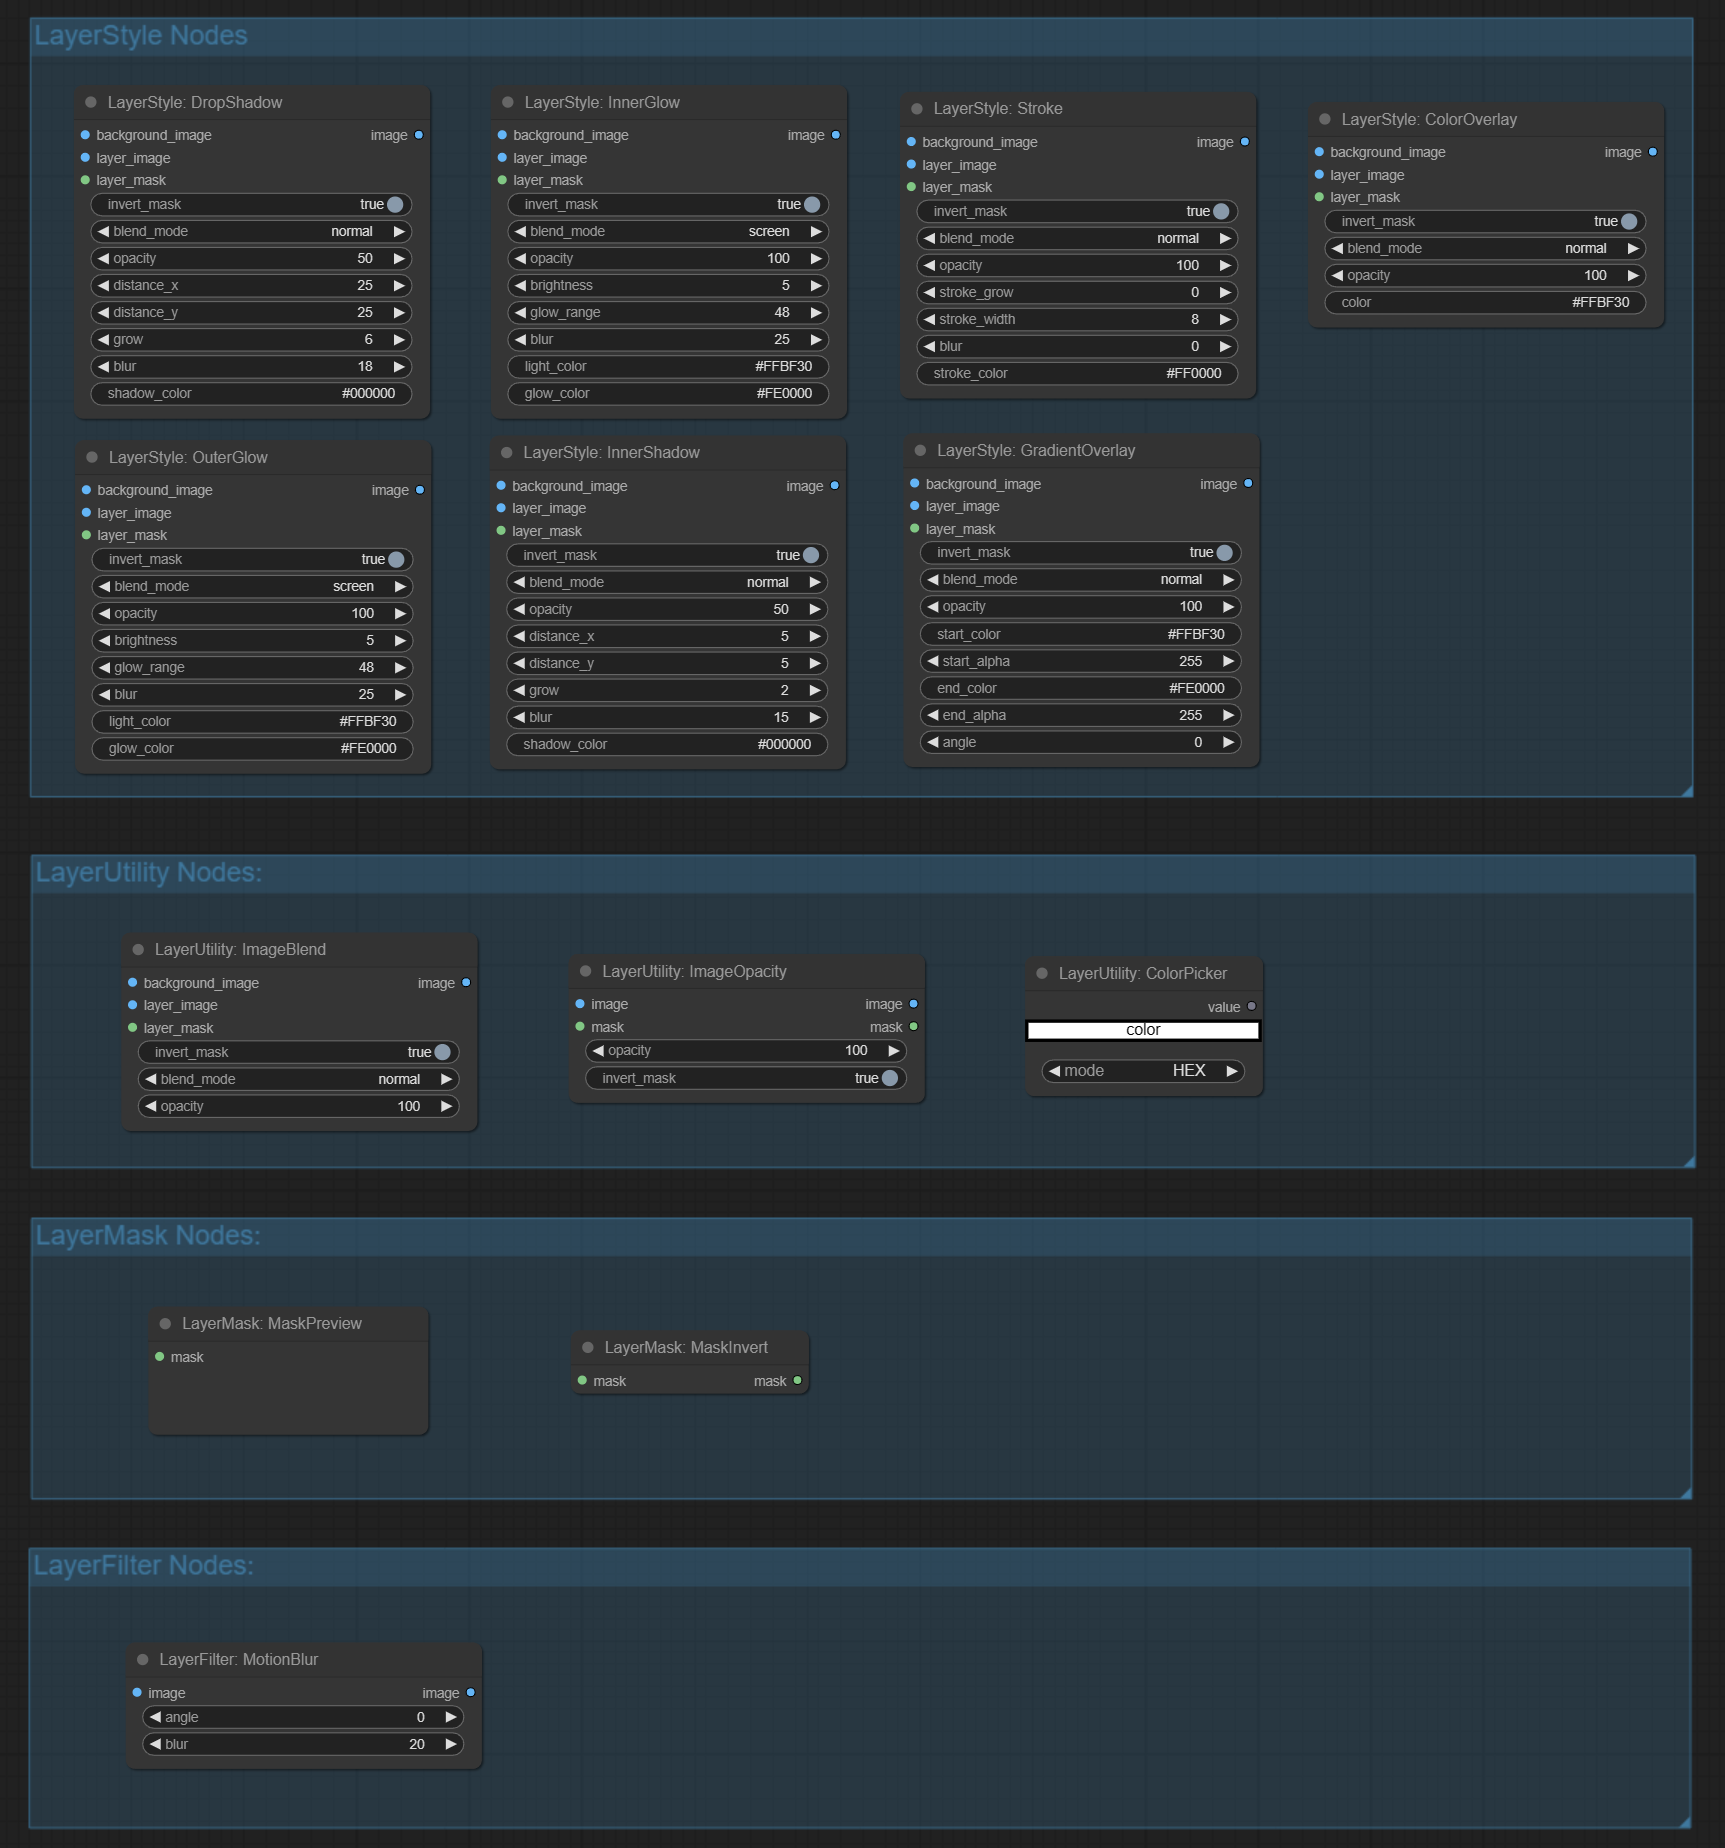 LayerStyle Nodes
LayerStyle: DropShadow
background_image image
layer_image
layer_mask
invert_mask true
blend_mode normal
opacity 50
distance_x 25
distance_y 25
grow 6
blur 18
shadow_color #000000
LayerStyle: InnerGlow
background_image image
layer_image
layer_mask
invert_mask true
blend_mode screen
opacity 100
brightness 5
glow_range 48
blur 25
light_color #FFBF30
glow_color #FE0000
LayerStyle: Stroke
background_image image
layer_image
layer_mask
invert_mask true
blend_mode normal
opacity 100
stroke_grow 0
stroke_width 8
blur 0
stroke_color #FF0000
LayerStyle: ColorOverlay
background_image image
layer_image
layer_mask
invert_mask true
blend_mode normal
opacity 100
color #FFBF30
LayerStyle: OuterGlow
background_image image
layer_image
layer_mask
invert_mask true
blend_mode screen
opacity 100
brightness 5
glow_range 48
blur 25
light_color #FFBF30
glow_color #FE0000
LayerStyle: InnerShadow
background_image image
layer_image
layer_mask
invert_mask true
blend_mode normal
opacity 50
distance_x 5
distance_y 5
grow 2
blur 15
shadow_color #000000
LayerStyle: GradientOverlay
background_image image
layer_image
layer_mask
invert_mask true
blend_mode normal
opacity 100
start_color #FFBF30
start_alpha 255
end_color #FE0000
end_alpha 255
angle 0
LayerUtility Nodes:
LayerUtility: ImageBlend
background_image image
layer_image
layer_mask
invert_mask true
blend_mode normal
opacity 100
LayerUtility: ImageOpacity
image image
mask mask
opacity 100
invert_mask true
LayerUtility: ColorPicker
value
color
mode HEX
LayerMask Nodes:
LayerMask: MaskPreview
mask
LayerMask: MaskInvert
mask mask
LayerFilter Nodes:
LayerFilter: MotionBlur
image image
angle 0
blur 20